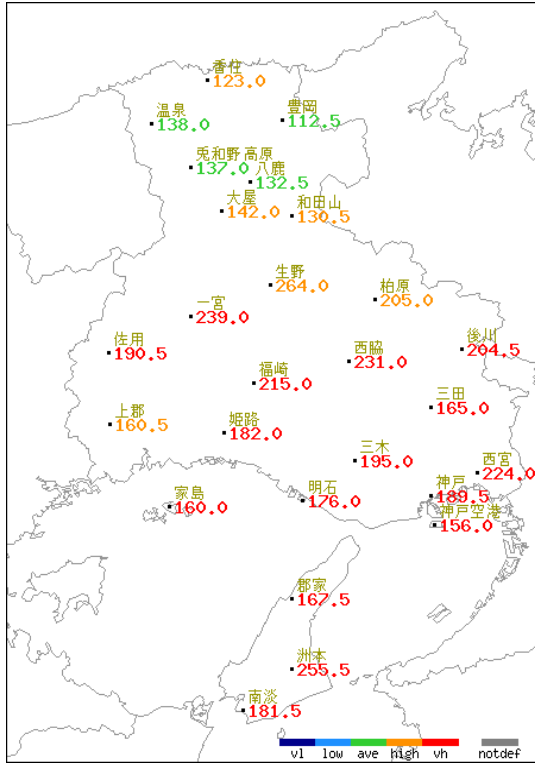 香住
123.0
温泉
138.0
豊岡
112.5
兎和野高原
137.0
八鹿
132.5
大屋
142.0
和田山
130.5
生野
264.0
柏原
205.0
一宮
239.0
佐用
190.5
後川
204.5
西脇
231.0
福崎
215.0
三田
165.0
上郡
160.5
姫路
182.0
三木
195.0
西宮
224.0
神戸
189.5
家島
160.0
明石
176.0
神戸空港
156.0
郡家
167.5
洲本
255.5
南淡
181.5
vl low ave high vh notdef